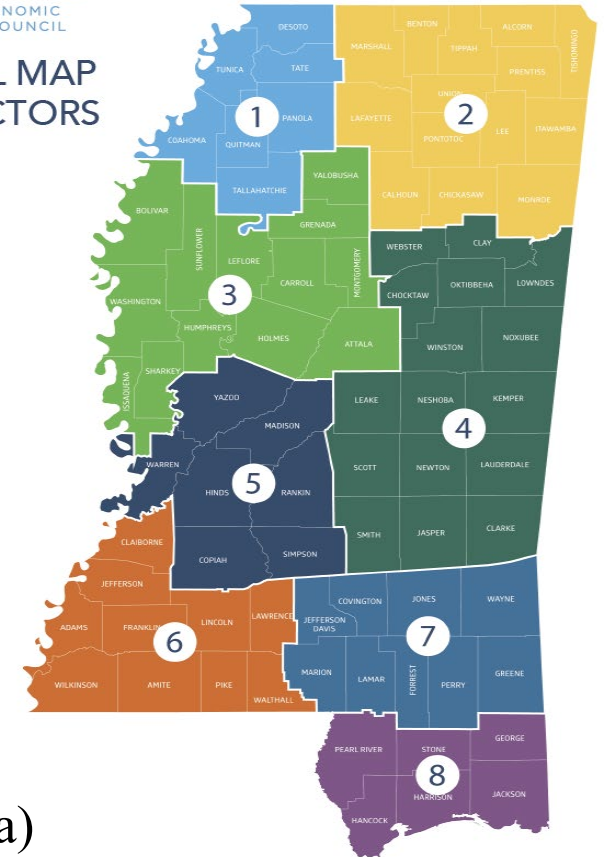 NOMIC
OUNCIL
L MAP
CTORS
DESOTO
BENTON
ALCORN
TISHOMINGO
MARSHALL
TIPPAH
TUNICA
TATE
PRENTISS
UNION
1
PANOLA
2
LAFAYETTE
LEE
ITAWAMBA
COAHOMA
QUITMAN
PONTOTOC
YALOBUSHA
TALLAHATCHIE
CALHOUN
CHICKASAW
MONROE
BOLIVAR
GRENADA
SUNFLOWER
WEBSTER
CLAY
LEFLORE
MONTGOMERY
CARROLL
OKTIBBEHA
LOWNDES
3
CHOCKTAW
WASHINGTON
HUMPHREYS
HOLMES
ATTALA
WINSTON
NOXUBEE
SHARKEY
ISSAQUENA
YAZOO
LEAKE
NESHOBA
KEMPER
MADISON
4
WARREN
SCOTT
NEWTON
LAUDERDALE
5
HINDS
RANKIN
SMITH
JASPER
CLARKE
CLAIBORNE
COPIAH
SIMPSON
JEFFERSON
COVINGTON
JONES
WAYNE
LAWRENCE
JEFFERSON
DAVIS
ADAMS
FRANKLIN
LINCOLN
6
7
MARION
LAMAR
FORREST
PERRY
GREENE
WILKINSON
AMITE
PIKE
WALTHALL
PEARL RIVER
STONE
GEORGE
8
HARRISON
JACKSON
HANCOCK
a)